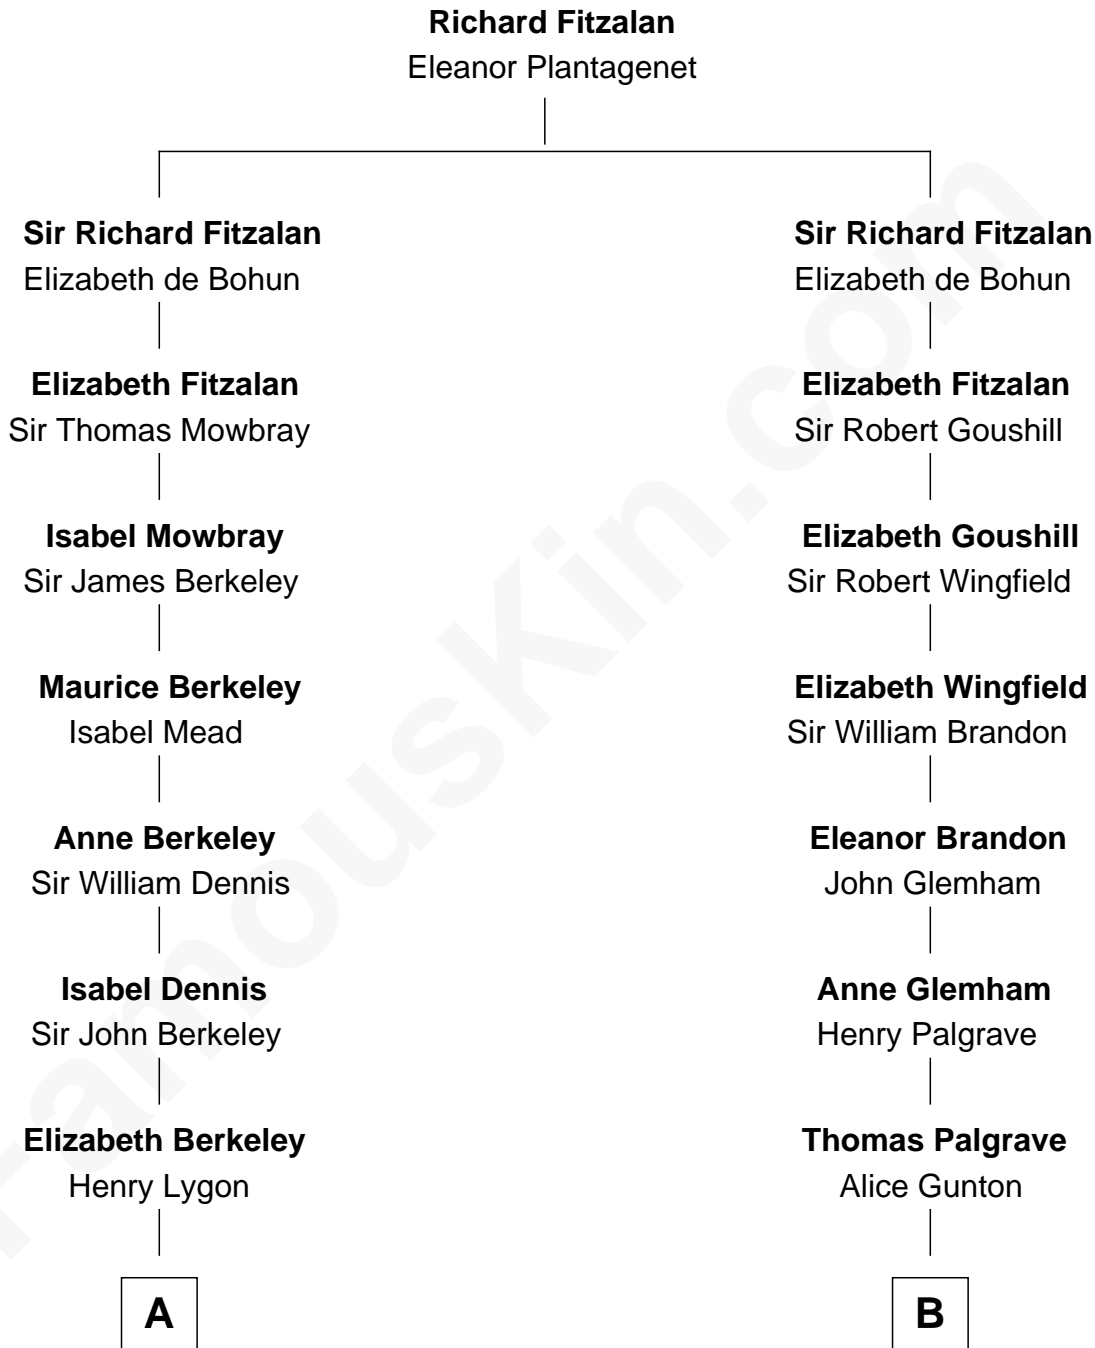 Richard Fitzalan
Eleanor Plantagenet
Sir Richard Fitzalan
Elizabeth de Bohun
Sir Richard Fitzalan
Elizabeth de Bohun
Elizabeth Fitzalan
Sir Thomas Mowbray
Elizabeth Fitzalan
Sir Robert Goushill
Isabel Mowbray
Sir James Berkeley
Elizabeth Goushill
Sir Robert Wingfield
Maurice Berkeley
Isabel Mead
Elizabeth Wingfield
Sir William Brandon
Anne Berkeley
Sir William Dennis
Eleanor Brandon
John Glemham
Isabel Dennis
Sir John Berkeley
Anne Glemham
Henry Palgrave
Elizabeth Berkeley
Henry Lygon
Thomas Palgrave
Alice Gunton
A
B
FamousKin.com